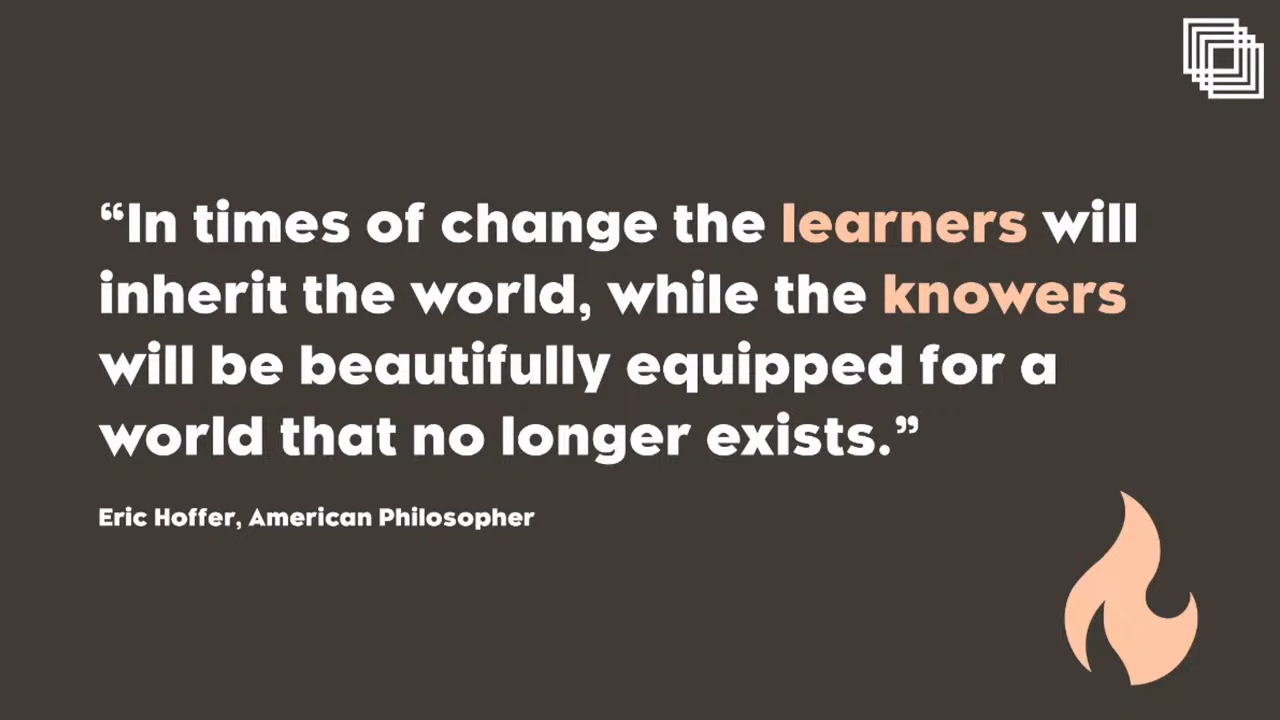 “In times of change the learners will
inherit the world, while the knowers
will be beautifully equipped for a
world that no longer exists.”
Eric Hoffer, American Philosopher